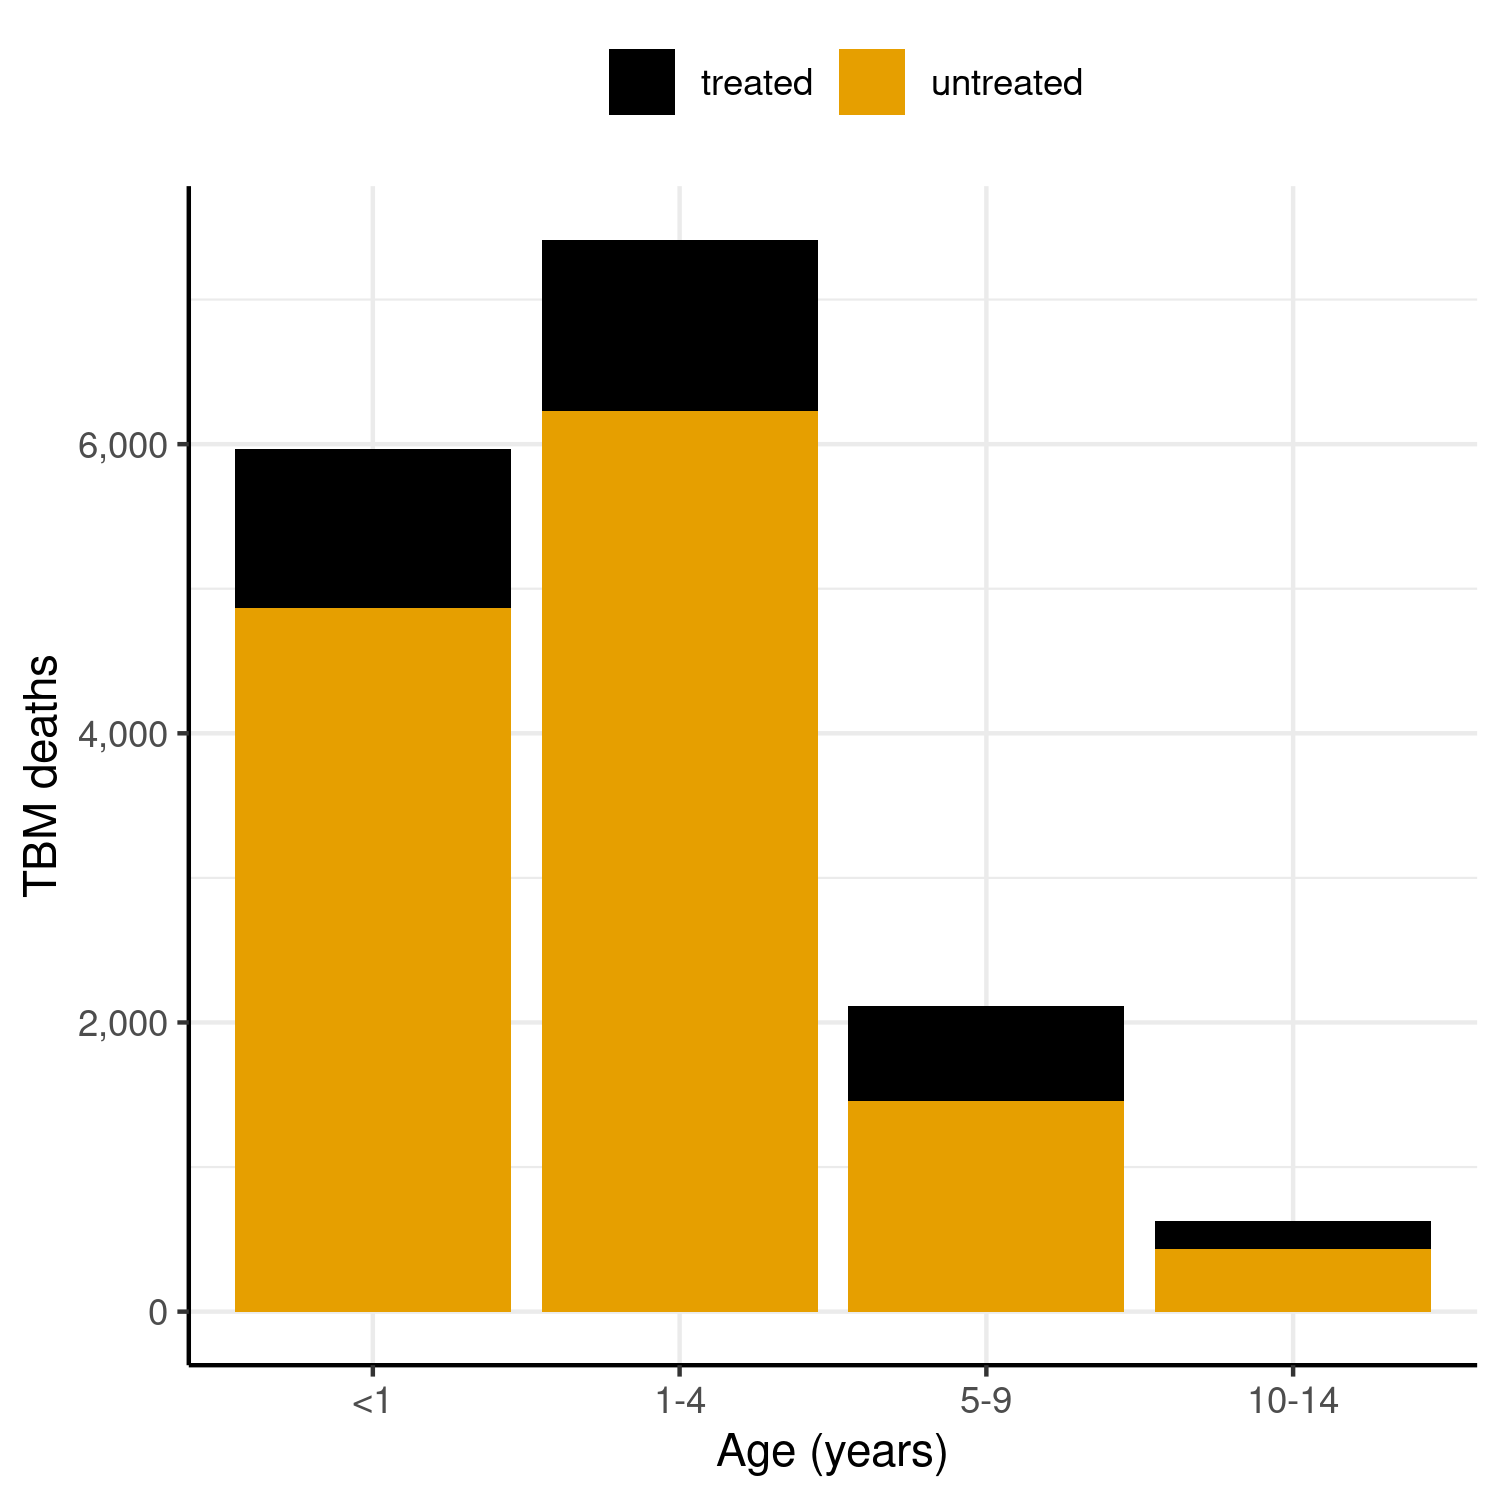 treated untreated
TBM deaths
6,000
4,000
2,000
0
<1 1-4 5-9 10-14
Age (years)